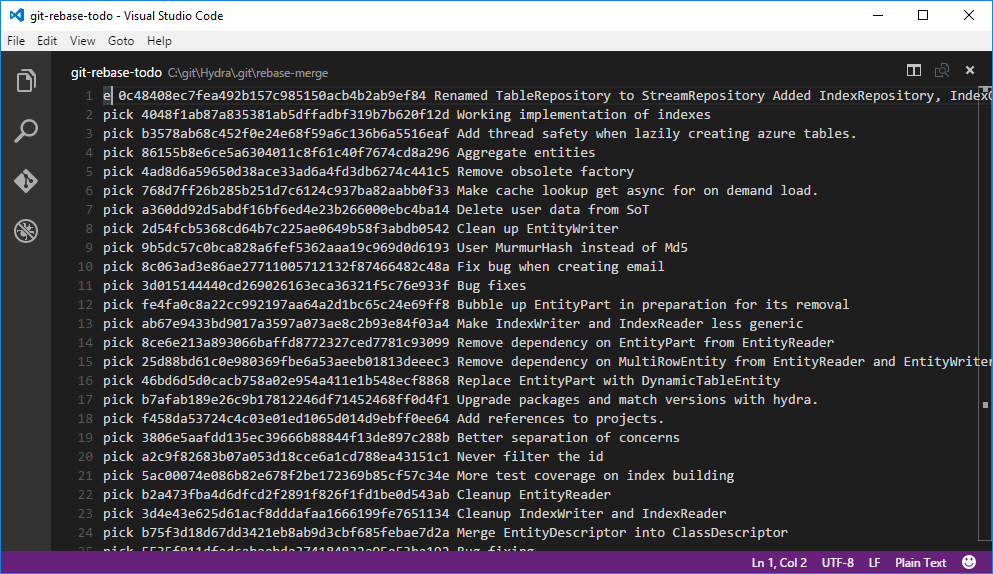 git-rebase-todo - Visual Studio Code
File Edit View Goto Help
git-rebase-todo C:\git\Hydra\.git\rebase-merge
1 e 0c48408ec7fea492b157c985150acb4b2ab9ef84 Renamed TableRepository to StreamRepository Added IndexRepository,
2 pick 4048f1ab87a835381ab5dffadbf319b7b620f12d Working implementation of indexes
3 pick b3578ab68c452f0e24e68f59a6c136b6a5516eaf Add thread safety when lazily creating azure tables.
4 pick 86155b8e6ce5a6304011c8f61c40f7674cd8a296 Aggregate entities
5 pick 4ad8d6a59650d38ace33ad6a4fd3db6274c441c5 Remove obsolete factory
6 pick 768d7ff26b285b251d7c6124c937ba82aabb0f33 Make cache lookup get async for on demand load.
7 pick a360dd92d5abdf16bf6ed4e23b266000ebc4ba14 Delete user data from SoT
8 pick 2d54fcb5368cd64b7c225ae0649b58f3abdb0542 Clean up EntityWriter
9 pick 9b5dc57c0bca828a6fef5362aaa19c969d0d6193 User MurmurHash instead of Md5
10 pick 8c063ad3e86ae27711005712132f87466482c48a Fix bug when creating email
11 pick 3d015144440cd269026163eca36321f5c76e933f Bug fixes
12 pick fe4fa0c8a22cc992197aa64a2d1bc65c24e69ff8 Bubble up EntityPart in preparation for its removal
13 pick ab67e9433bd9017a3597a073ae8c2b93e84f03a4 Make IndexWriter and IndexReader less generic
14 pick 8ce6e213a893066baffd8772327ced7781c93099 Remove dependency on EntityPart from EntityReader
15 pick 25d88bd61c0e980369fbe6a53aeeb01813deeec3 Remove dependency on MultiRowEntity from EntityReader and EntityWriter
16 pick 46bd6d5d0cacb758a02e954a411e1b548ecf8868 Replace EntityPart with DynamicTableEntity
17 pick b7afab189e26c9b17812246df71452468ff0d4f1 Upgrade packages and match versions with hydra.
18 pick f458da53724c4c03e01ed1065d014d9ebff0ee64 Add references to projects.
19 pick 3806e5aafdd135ec39666b88844f13de897c288b Better separation of concerns
20 pick a2c9f82683b07a053d18cce6a1cd788ea43151c1 Never filter the id
21 pick 5ac00074e086b82e678f2be172369b85cf57c34e More test coverage on index building
22 pick b2a473fba4d6dfcd2f2891f826f1fd1be0d543ab Cleanup EntityReader
23 pick 3d4e43e625d61acf8dddafaa1666199fe7651134 Cleanup IndexWriter and IndexReader
24 pick b75f3d18d67dd3421eb8ab9d3cbf685febae7d2a Merge EntityDescriptor into ClassDescriptor
25 pick Bug fixing
Ln 1, Col 2 UTF-8 LF Plain Text